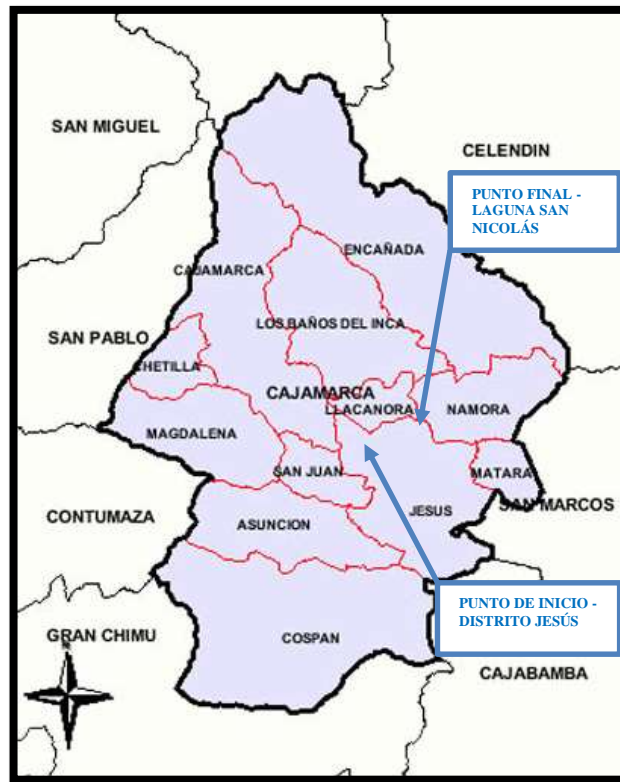 SAN MIGUEL
CELENDIN
PUNTO FINAL -
LAGUNA SAN
NICOLÁS
ENCAÑADA
CAJAMARCA
LOS BAÑOS DEL INCA
SAN PABLO
CHETILLA
CAJAMARCA
LLACANORA
NAMORA
MAGDALENA
SAN JUAN
MATARA
SAN MARCOS
CONTUMAZA
ASUNCION
JESUS
PUNTO DE INICIO -
DISTRITO JESÚS
GRAN CHIMU
COSPAN
CAJABAMBA
N